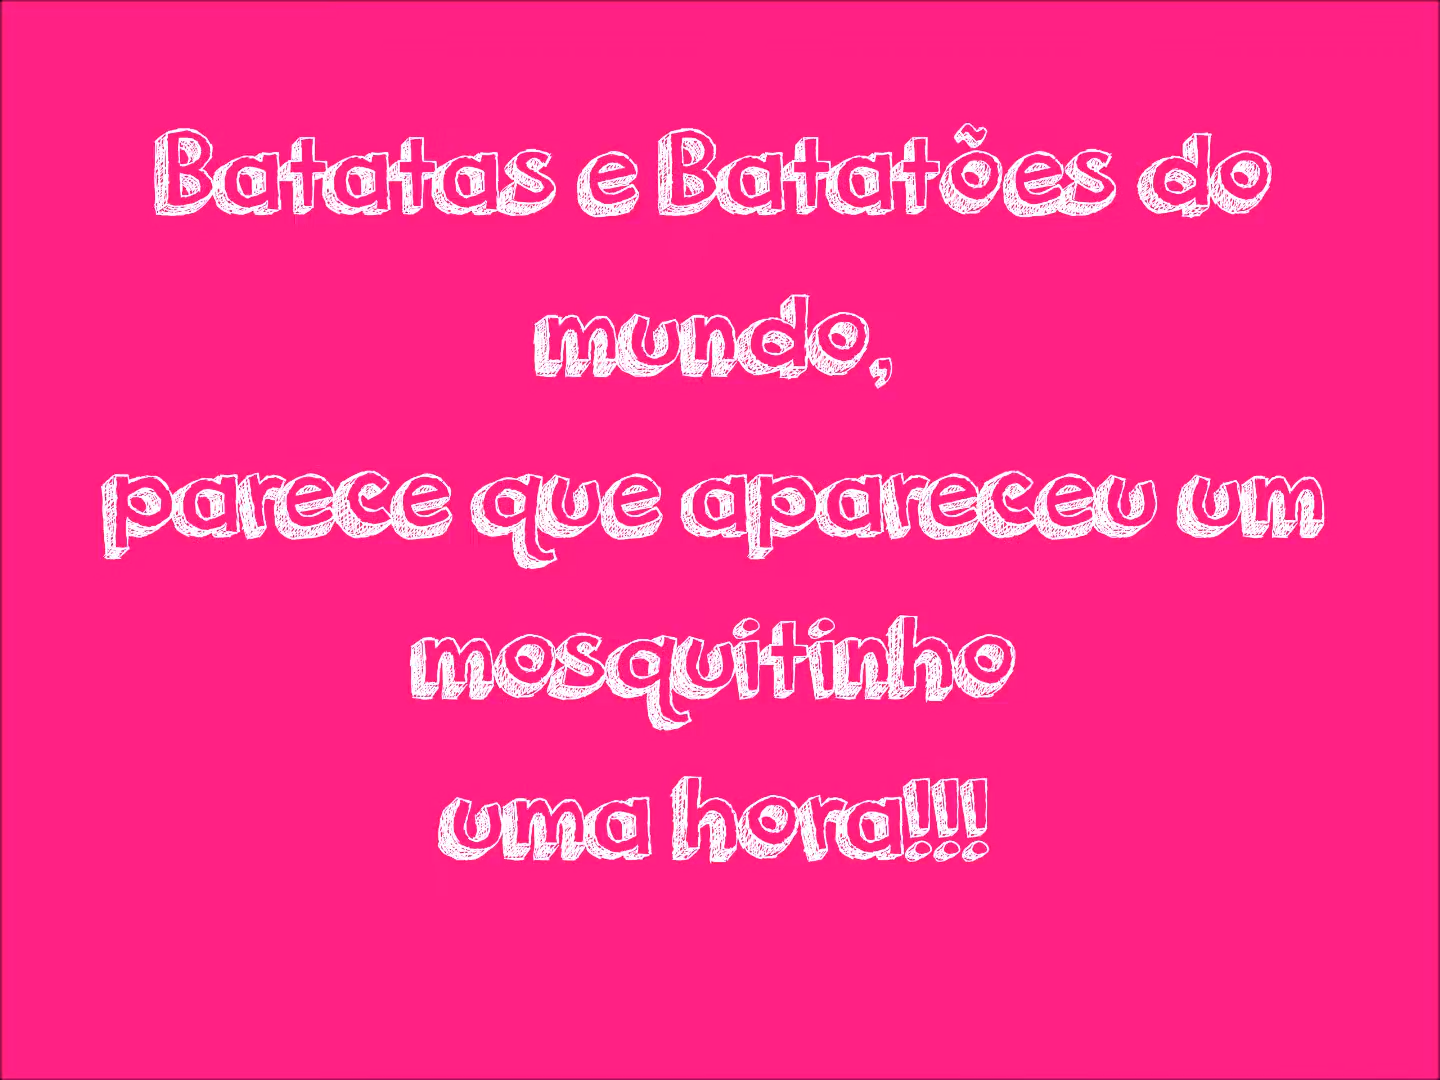 Batatas e Batatões do
mundo,
parece que apareceu um
mosquitinho
uma hora!!!